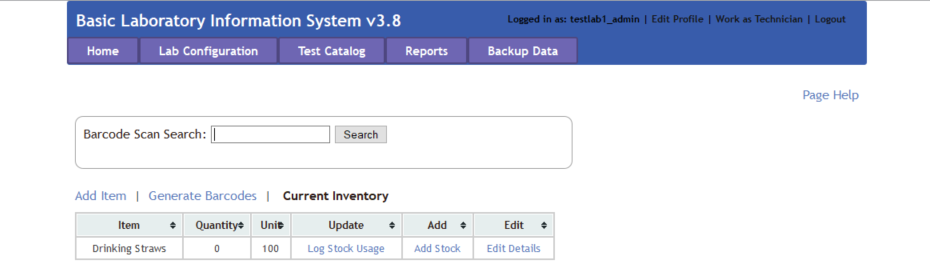 Basic Laboratory Information System v3.8
Logged in as: testlab1_admin | Edit Profile | Work as Technician | Logout
Home Lab Configuration Test Catalog Reports Backup Data
Page Help
Barcode Scan Search: Search
Add Item | Generate Barcodes | Current Inventory
Item Quantity Unit Update Add Edit
Drinking Straws 0 100 Log Stock Usage Add Stock Edit Details